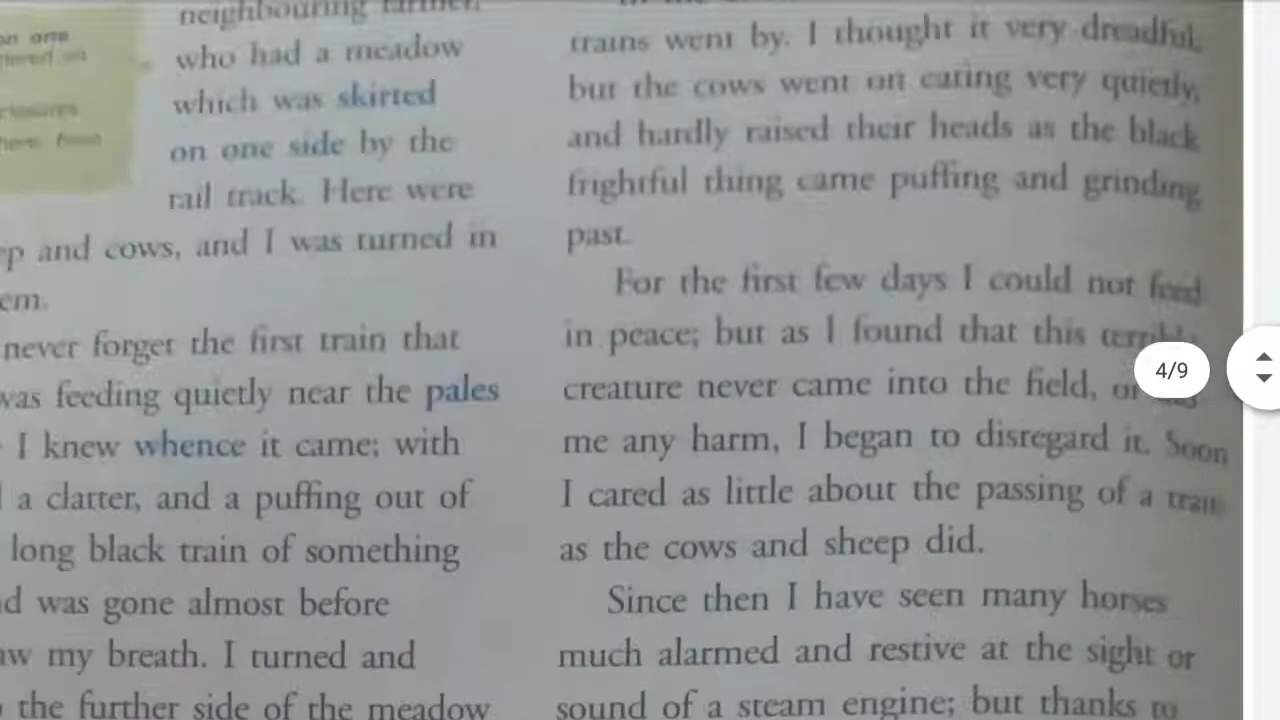 on one
neighbouring farmer,
who had a meadow
which was skirted
on one side by the
rail track. Here were
and cows, and I was turned in
never forget the first train that
was feeding quietly near the pales
I knew whence it came; with
a clatter, and a puffing out of
long black train of something
was gone almost before
my breath. I turned and
the further side of the meadow
trains went by. I thought it very dreadful,
but the cows went on eating very quietly,
and hardly raised their heads as the black
frightful thing came puffing and grinding
past.
For the first few days I could not feed
in peace; but as I found that this terrible
creature never came into the field, or
me any harm, I began to disregard it. Soon
I cared as little about the passing of a train
as the cows and sheep did.
Since then I have seen many horses
much alarmed and restive at the sight or
sound of a steam engine; but thanks to
4/9